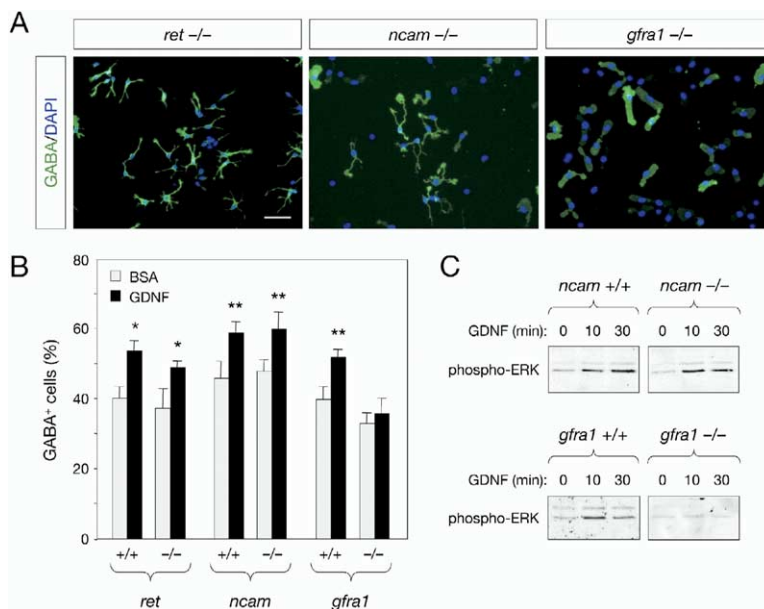 A
ret –/–
ncam –/–
gfra1 –/–
GABA/DAPI
B
BSA
GDNF
GABA+ cells (%)
80
60
40
20
0
* * ** ** **
+/+ –/– +/+ –/– +/+ –/–
ret ncam gfra1
C
ncam +/+ ncam –/–
GDNF (min): 0 10 30 0 10 30
phospho-ERK
gfra1 +/+ gfra1 –/–
GDNF (min): 0 10 30 0 10 30
phospho-ERK